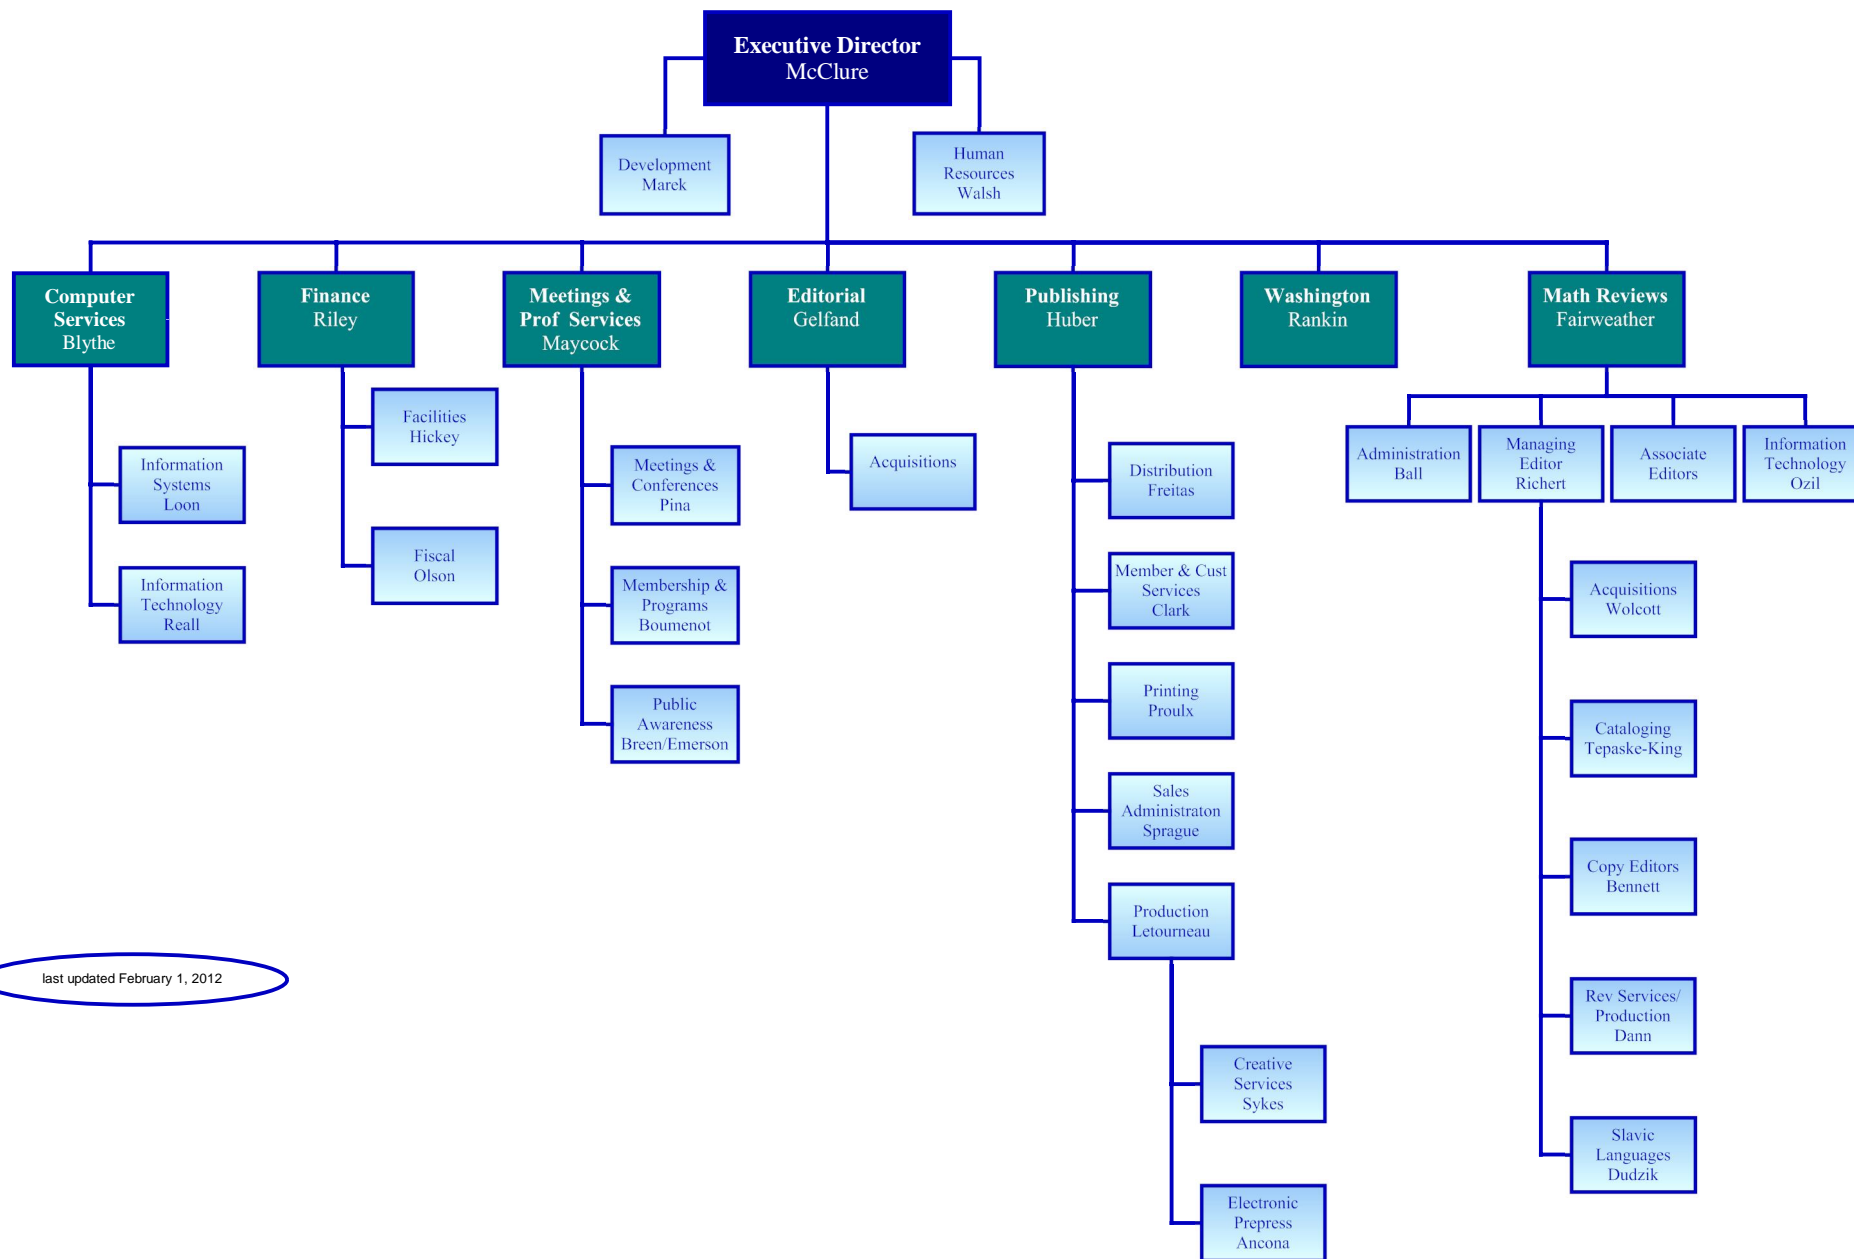 Executive Director
McClure
Development
Marek
Human
Resources
Walsh
Computer
Services
Blythe
Finance
Riley
Meetings &
Prof Services
Maycock
Editorial
Gelfand
Publishing
Huber
Washington
Rankin
Math Reviews
Fairweather
Information
Systems
Loon
Information
Technology
Reall
Facilities
Hickey
Fiscal
Olson
Meetings &
Conferences
Pina
Membership &
Programs
Boumenot
Public
Awareness
Breen/Emerson
Acquisitions
Distribution
Freitas
Member & Cust
Services
Clark
Printing
Proulx
Sales
Administraton
Sprague
Production
Letourneau
Creative
Services
Sykes
Electronic
Prepress
Ancona
Administration
Ball
Managing
Editor
Richert
Associate
Editors
Information
Technology
Ozil
Acquisitions
Wolcott
Cataloging
Tepaske-King
Copy Editors
Bennett
Rev Services/
Production
Dann
Slavic
Languages
Dudzik
last updated February 1, 2012